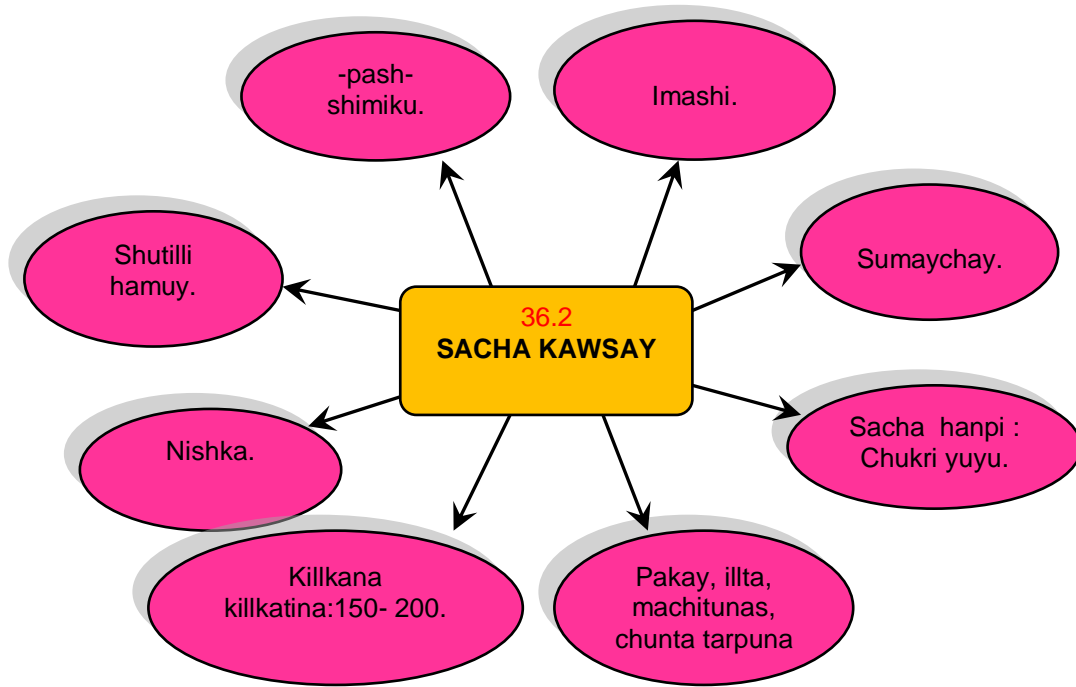 -pash-
shimiku.
Imashi.
Shutilli
hamuy.
Sumaychay.
36.2
SACHA KAWSAY
Nishka.
Sacha hanpi :
Chukri yuyu.
Killkana
killkatina:150- 200.
Pakay, illta,
machitunas,
chunta tarpuna